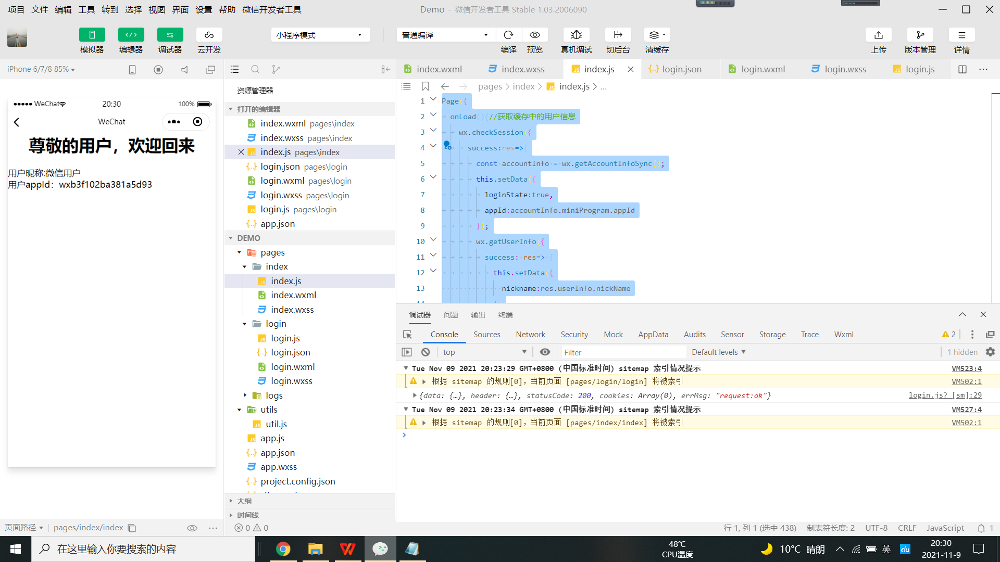 项目 文件 编辑 工具 转到 选择 视图 界面 设置 帮助 微信开发者工具
Demo - 微信开发者工具 Stable 1.03.2006090
模拟器 编辑器 调试器 云开发
小程序模式
普通编译
编译 预览 真机调试 切后台 清缓存
上传 版本管理 详情
iPhone 6/7/8 85%
WeChat 20:30 100%
WeChat
尊敬的用户，欢迎回来
用户昵称:微信用户
用户appId：wxb3f102ba381a5d93
页面路径 pages/index/index
资源管理器
打开的编辑器
index.wxml pages\index
index.wxss pages\index
index.js pages\index
login.json pages\login
login.wxml pages\login
login.wxss pages\login
login.js pages\login
app.json
DEMO
pages
index
index.js
index.wxml
index.wxss
login
login.js
login.json
login.wxml
login.wxss
logs
utils
util.js
app.js
app.json
app.wxss
project.config.json
大纲
时间线
0 0
index.wxml index.wxss index.js login.json login.wxml login.wxss login.js
pages > index > index.js > ...
1 Page({
2 onLoad(){//获取缓存中的用户信息
3 wx.checkSession({
4 success:res=>{
5 const accountInfo = wx.getAccountInfoSync();
6 this.setData({
7 loginState:true,
8 appId:accountInfo.miniProgram.appId
9 });
10 wx.getUserInfo({
11 success: res=> {
12 this.setData({
13 nickname:res.userInfo.nickName
14 })
调试器 问题 输出 终端
Console Sources Network Security Mock AppData Audits Sensor Storage Trace Wxml 2
top Filter Default levels 1 hidden
Tue Nov 09 2021 20:23:29 GMT+0800 (中国标准时间) sitemap 索引情况提示 VM523:4
根据 sitemap 的规则[0]，当前页面 [pages/login/login] 将被索引 VM502:1
{data: {…}, header: {…}, statusCode: 200, cookies: Array(0), errMsg: "request:ok"} login.js? [sm]:29
Tue Nov 09 2021 20:23:34 GMT+0800 (中国标准时间) sitemap 索引情况提示 VM527:4
根据 sitemap 的规则[0]，当前页面 [pages/index/index] 将被索引 VM502:1
行 1, 列 1 (选中 438) 制表符长度: 2 UTF-8 CRLF JavaScript 1
在这里输入你要搜索的内容
48℃
CPU温度
10°C 晴朗
英
du
20:30
2021-11-9